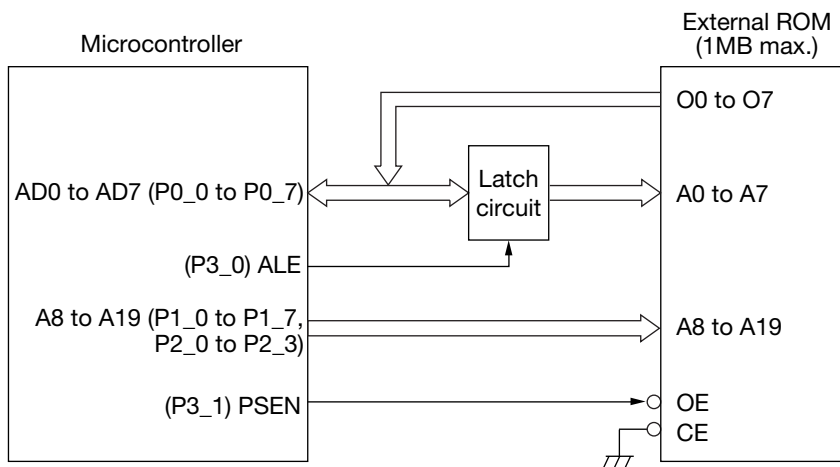 External ROM
(1MB max.)
Microcontroller
O0 to O7
AD0 to AD7 (P0_0 to P0_7)
Latch
circuit
A0 to A7
(P3_0) ALE
A8 to A19 (P1_0 to P1_7,
P2_0 to P2_3)
A8 to A19
(P3_1) PSEN
OE
CE